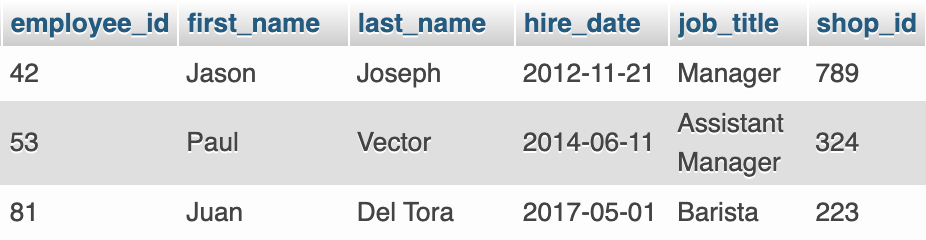 employee_id first_name last_name hire_date job_title shop_id
42 Jason Joseph 2012-11-21 Manager 789
53 Paul Vector 2014-06-11 Assistant Manager 324
81 Juan Del Tora 2017-05-01 Barista 223